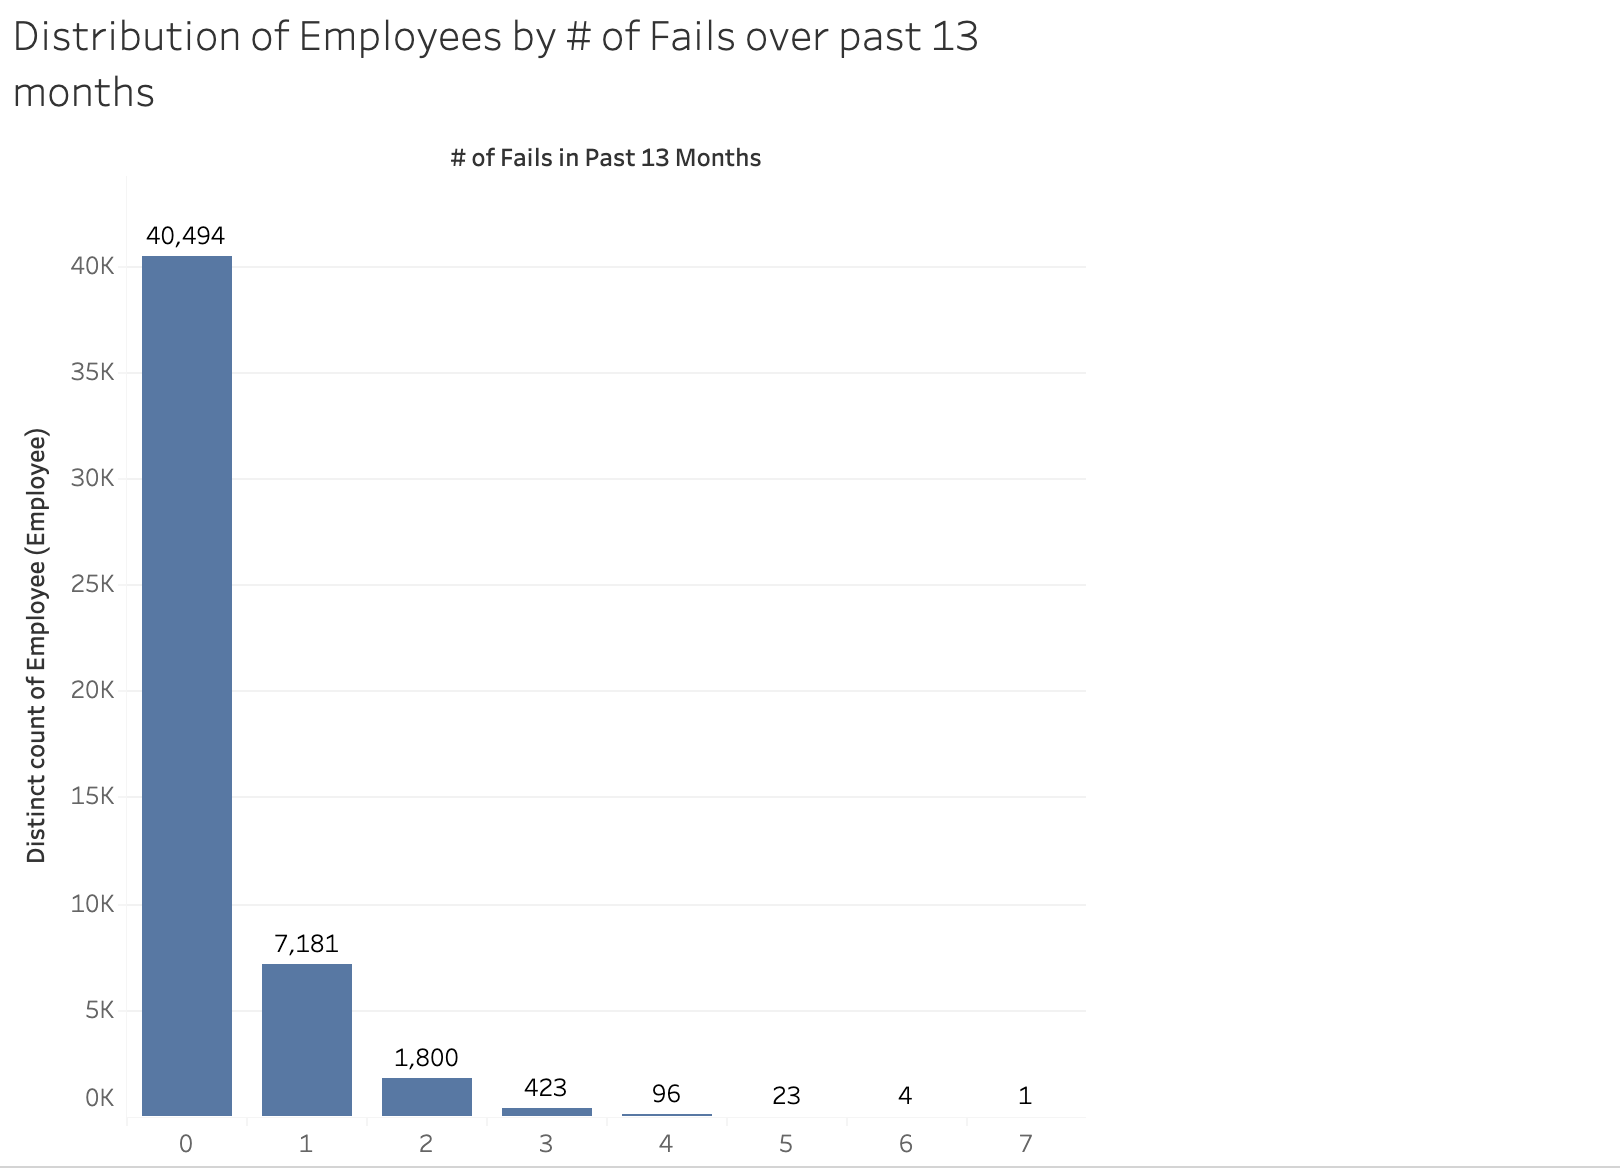 Distribution of Employees by # of Fails over past 13
months
# of Fails in Past 13 Months
Distinct count of Employee (Employee)
40K
35K
30K
25K
20K
15K
10K
5K
0K
40,494
7,181
1,800
423
96
23
4
1
0
1
2
3
4
5
6
7